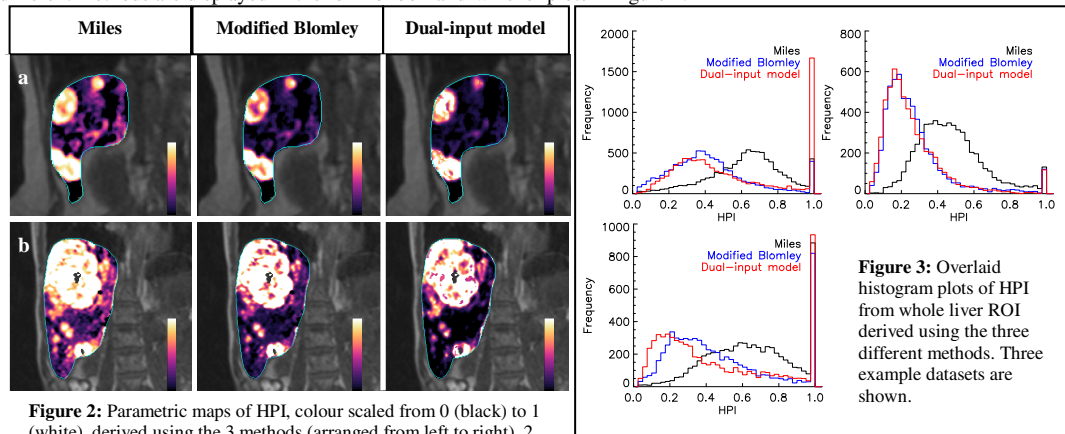 Miles
Modified Blomley
Dual-input model
a
b
Figure 2: Parametric maps of HPI, colour scaled from 0 (black) to 1
(white), derived using the 3 methods (arranged from left to right). 2
2000
1500
1000
500
0
Frequency
Miles
Modified Blomley
Dual-input model
0.0 0.2 0.4 0.6 0.8 1.0
HPI
800
600
400
200
0
Frequency
Miles
Modified Blomley
Dual-input model
0.0 0.2 0.4 0.6 0.8 1.0
HPI
1000
800
600
400
200
0
Frequency
Miles
Modified Blomley
Dual-input model
0.0 0.2 0.4 0.6 0.8 1.0
HPI
Figure 3: Overlaid
histogram plots of HPI
from whole liver ROI
derived using the three
different methods. Three
example datasets are
shown.